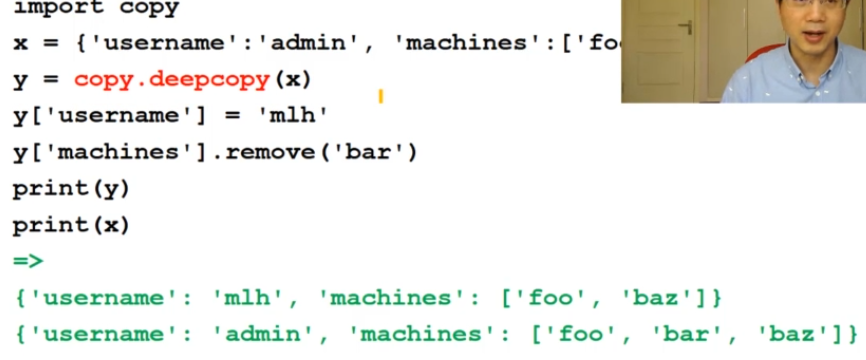 import copy
x = {'username':'admin', 'machines':['fo
y = copy.deepcopy(x)
y['username'] = 'mlh'
y['machines'].remove('bar')
print(y)
print(x)
=>
{'username': 'mlh', 'machines': ['foo', 'baz']}
{'username': 'admin', 'machines': ['foo', 'bar', 'baz']}